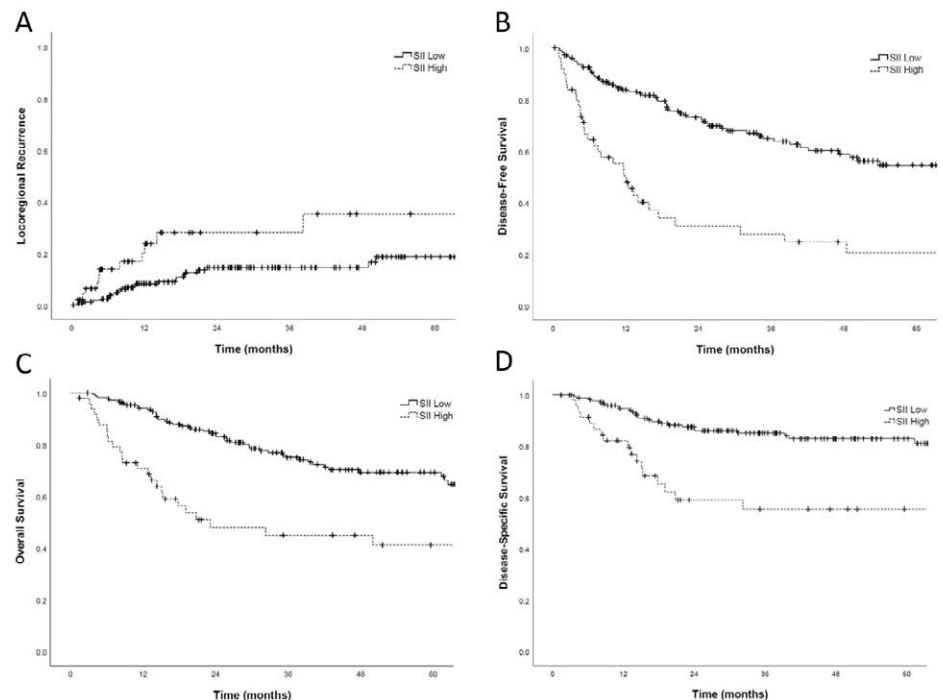 A
Locoregional Recurrence
1.0
0.8
0.6
0.4
0.2
0.0
SII Low
SII High
0 12 24 36 48 60
Time (months)
B
Disease-Free Survival
1.0
0.8
0.6
0.4
0.2
0.0
SII Low
SII High
0 12 24 36 48 60
Time (months)
C
Overall Survival
1.0
0.8
0.6
0.4
0.2
0.0
SII Low
SII High
0 12 24 36 48 60
Time (months)
D
Disease-Specific Survival
1.0
0.8
0.6
0.4
0.2
0.0
SII Low
SII High
0 12 24 36 48 60
Time (months)